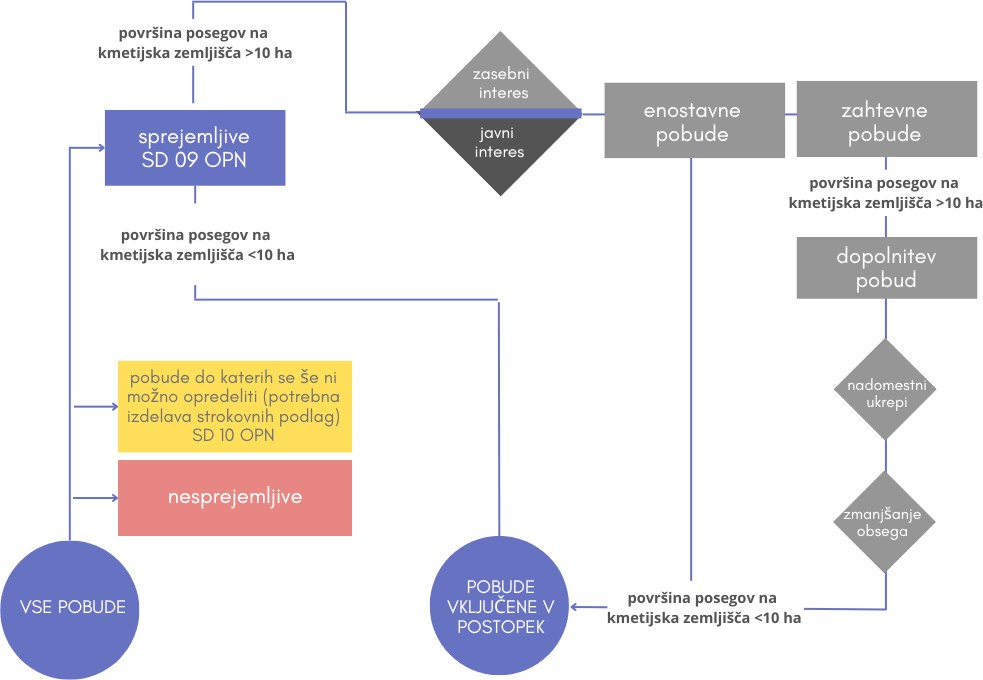 površina posegov na
kmetijska zemljišča >10 ha
sprejemljive
SD 09 OPN
površina posegov na
kmetijska zemljišča <10 ha
zasebni
interes
javni
interes
enostavne
pobude
zahtevne
pobude
površina posegov na
kmetijska zemljišča >10 ha
dopolnitev
pobud
nadomestni
ukrepi
zmanjšanje
obsega
pobude do katerih se še ni
možno opredeliti (potrebna
izdelava strokovnih podlag)
SD 10 OPN
nesprejemljive
VSE POBUDE
POBUDE
VKLJUČENE V
POSTOPEK
površina posegov na
kmetijska zemljišča <10 ha